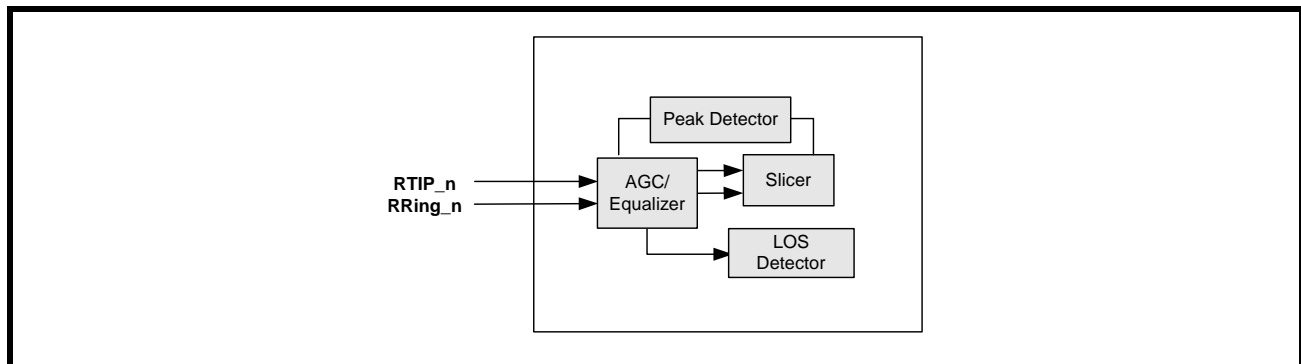 Peak Detector
RTIP_n
RRing_n
AGC/
Equalizer
Slicer
LOS
Detector